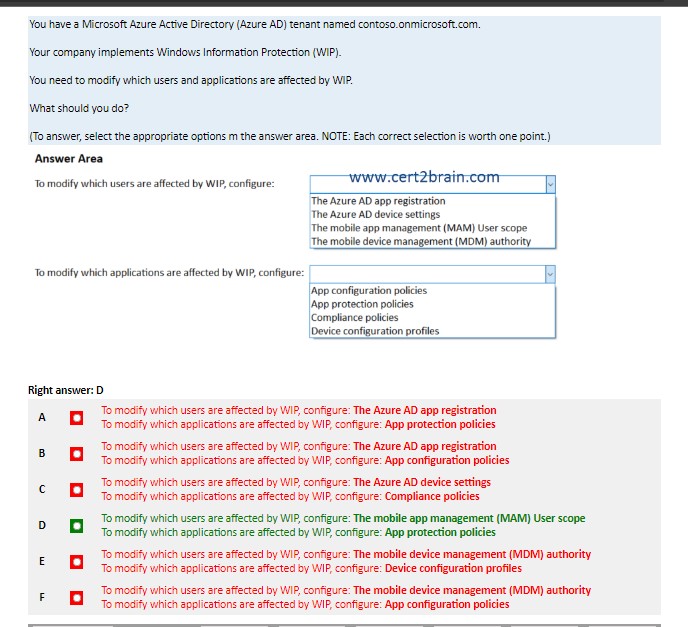 You have a Microsoft Azure Active Directory (Azure AD) tenant named contoso.onmicrosoft.com.
Your company implements Windows Information Protection (WIP).
You need to modify which users and applications are affected by WIP.
What should you do?
(To answer, select the appropriate options m the answer area. NOTE: Each correct selection is worth one point.)
Answer Area
www.cert2brain.com
To modify which users are affected by WIP, configure:
The Azure AD app registration
The Azure AD device settings
The mobile app management (MAM) User scope
The mobile device management (MDM) authority
To modify which applications are affected by WIP, configure:
App configuration policies
App protection policies
Compliance policies
Device configuration profiles
Right answer: D
A
To modify which users are affected by WIP, configure: The Azure AD app registration
To modify which applications are affected by WIP, configure: App protection policies
B
To modify which users are affected by WIP, configure: The Azure AD app registration
To modify which applications are affected by WIP, configure: App configuration policies
C
To modify which users are affected by WIP, configure: The Azure AD device settings
To modify which applications are affected by WIP, configure: Compliance policies
D
To modify which users are affected by WIP, configure: The mobile app management (MAM) User scope
To modify which applications are affected by WIP, configure: App protection policies
E
To modify which users are affected by WIP, configure: The mobile device management (MDM) authority
To modify which applications are affected by WIP, configure: Device configuration profiles
F
To modify which users are affected by WIP, configure: The mobile device management (MDM) authority
To modify which applications are affected by WIP, configure: App configuration policies